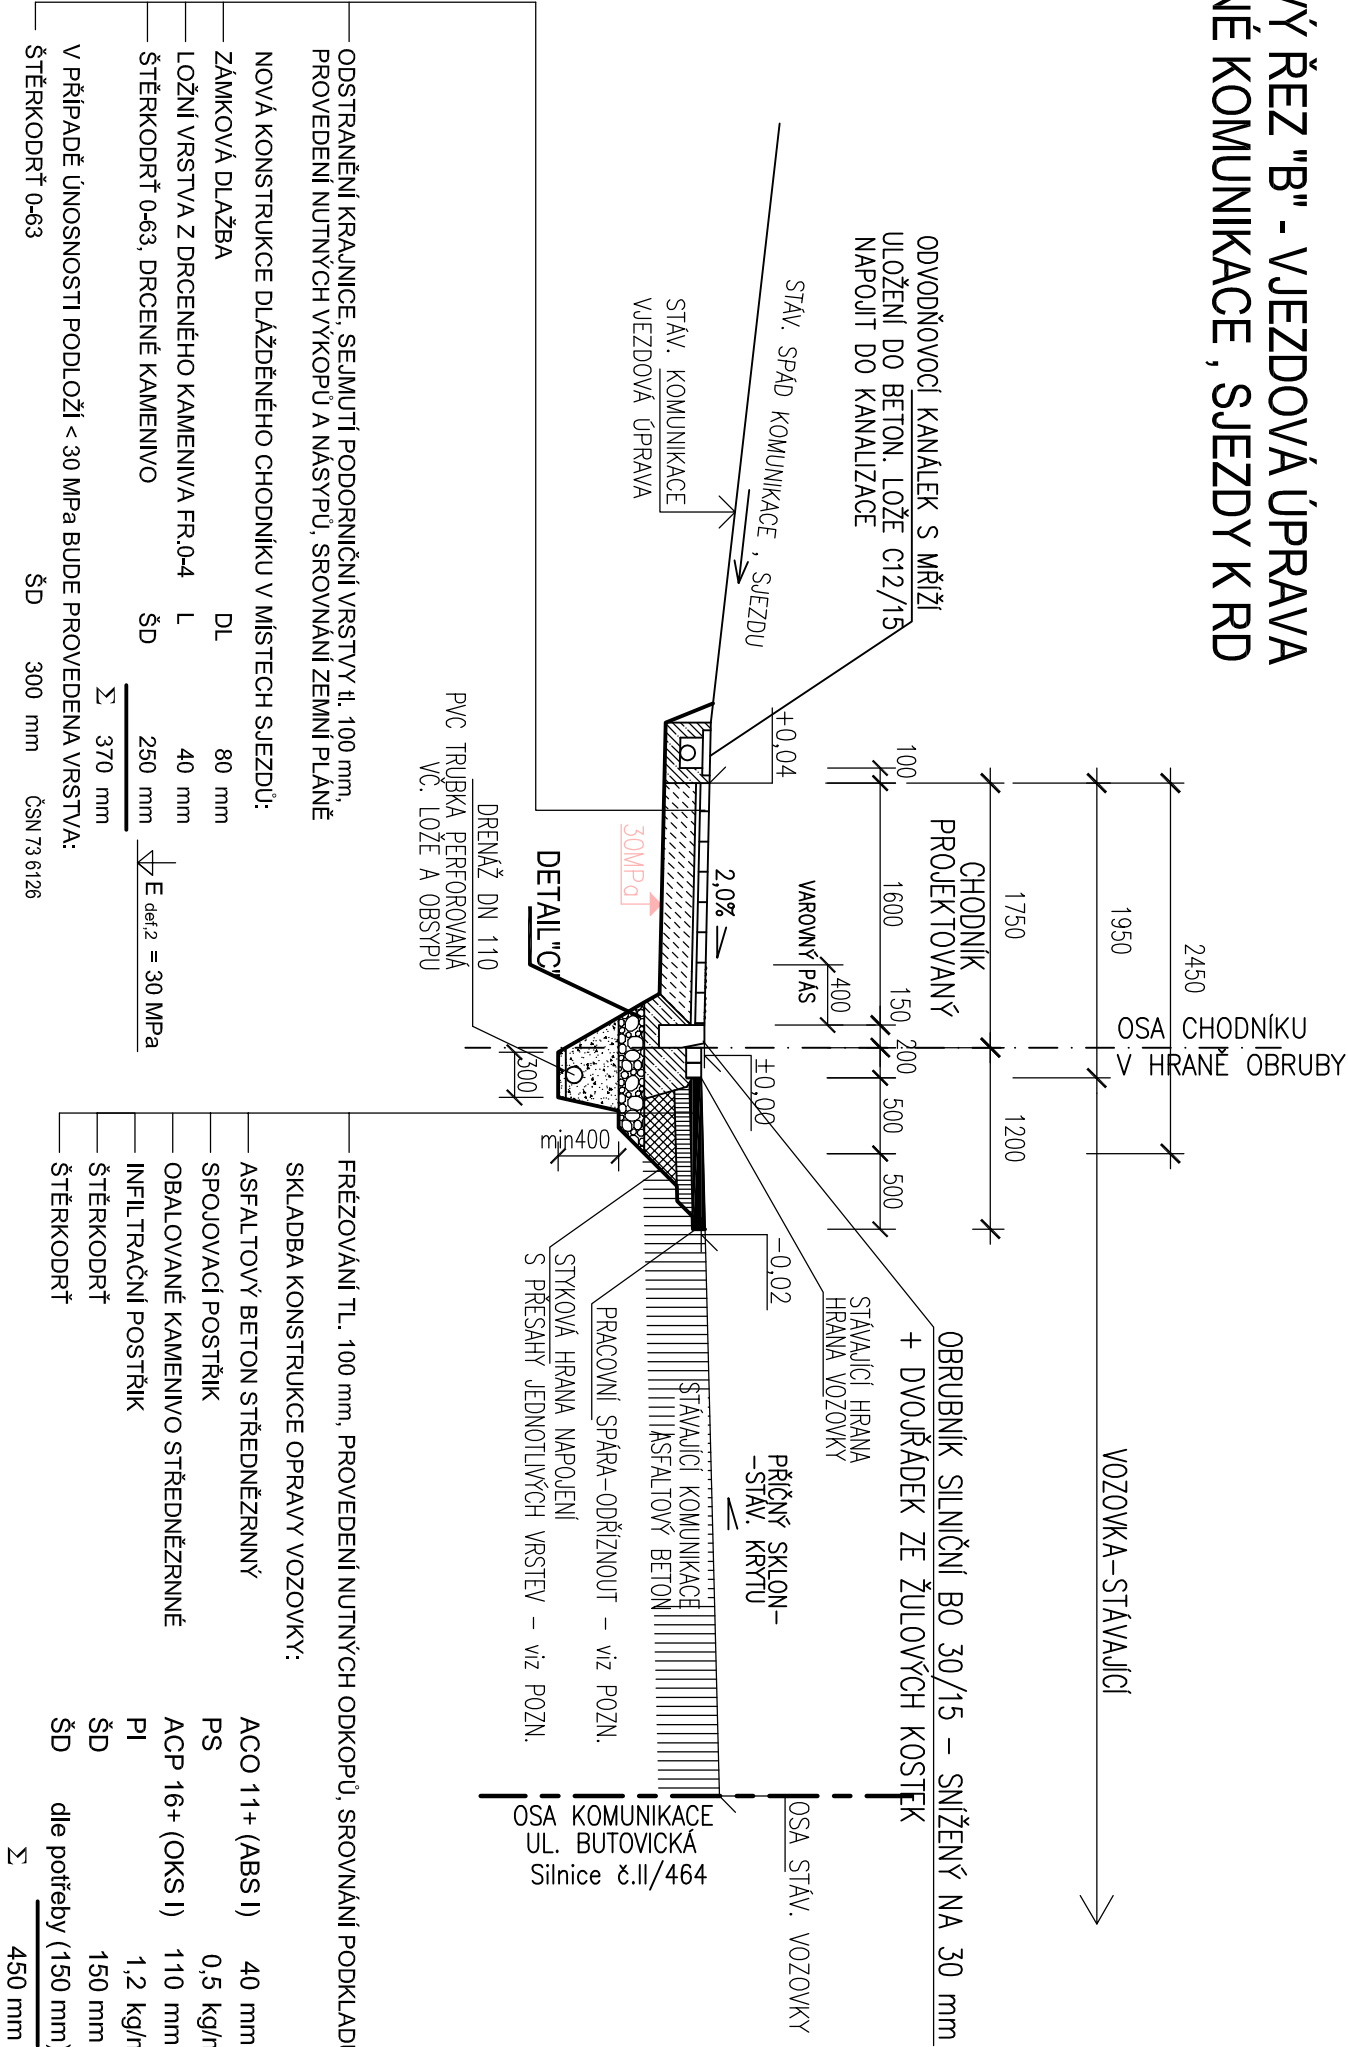 VÝ ŘEZ "B" - VJEZDOVÁ ÚPRAVA
NÉ KOMUNIKACE , SJEZDY K RD
ODVODŇOVACÍ KANÁLEK S MŘÍŽÍ
ULOŽENÍ DO BETON. LOŽE C12/15
NAPOJIT DO KANALIZACE
STÁV. SPÁD KOMUNIKACE , SJEZDU
STÁV. KOMUNIKACE
VJEZDOVÁ ÚPRAVA
2450
1950
1750
1200
100
1600
150
200
500
500
400
OSA CHODNÍKU
V HRANĚ OBRUBY
VOZOVKA-STÁVAJÍCÍ
CHODNÍK
PROJEKTOVANÝ
VAROVNÝ PÁS
+0,04
±0,00
-0,02
2,0%
30MPa
OBRUBNÍK SILNIČNÍ BO 30/15 - SNÍŽENÝ NA 30 mm
+ DVOJŘÁDEK ZE ŽULOVÝCH KOSTEK
STÁVAJÍCÍ HRANA
HRANA VOZOVKY
PŘÍČNÝ SKLON-
-STÁV. KRYTU
OSA STÁV. VOZOVKY
STÁVAJÍCÍ KOMUNIKACE
ASFALTOVÝ BETON
PRACOVNÍ SPÁRA-ODŘÍZNOUT - viz POZN.
STYKOVÁ HRANA NAPOJENÍ
S PŘESAHY JEDNOTLIVÝCH VRSTEV - viz POZN.
OSA KOMUNIKACE
UL. BUTOVICKÁ
Silnice č.II/464
DETAIL "C"
DRENÁŽ DN 110
PVC TRUBKA PERFOROVANÁ
VČ. LOŽE A OBSYPU
300
min400
ODSTRANĚNÍ KRAJNICE, SEJMUTÍ PODORNIČNÍ VRSTVY tl. 100 mm,
PROVEDENÍ NUTNÝCH VÝKOPŮ A NÁSYPŮ, SROVNÁNÍ ZEMNÍ PLÁNĚ
NOVÁ KONSTRUKCE DLÁŽDĚNÉHO CHODNÍKU V MÍSTECH SJEZDŮ:
ZÁMKOVÁ DLAŽBA DL 80 mm
LOŽNÍ VRSTVA Z DRCENÉHO KAMENIVA FR.0-4 L 40 mm
ŠTĚRKODRŤ 0-63, DRCENÉ KAMENIVO ŠD 250 mm
Σ 370 mm
E def,2 = 30 MPa
V PŘÍPADĚ ÚNOSNOSTI PODLOŽÍ < 30 MPa BUDE PROVEDENA VRSTVA:
ŠTĚRKODRŤ 0-63 ŠD 300 mm ČSN 73 6126
FRÉZOVÁNÍ TL. 100 mm, PROVEDENÍ NUTNÝCH ODKOPŮ, SROVNÁNÍ PODKLADU
SKLADBA KONSTRUKCE OPRAVY VOZOVKY:
ASFALTOVÝ BETON STŘEDNĚZRNNÝ ACO 11+ (ABS I) 40 mm
SPOJOVACÍ POSTŘIK PS 0,5 kg/
OBALOVANÉ KAMENIVO STŘEDNĚZRNNÉ ACP 16+ (OKS I) 110 mm
INFILTRAČNÍ POSTŘIK PI 1,2 kg/
ŠTĚRKODRŤ ŠD 150 mm
ŠTĚRKODRŤ ŠD dle potřeby (150 mm)
Σ 450 mm